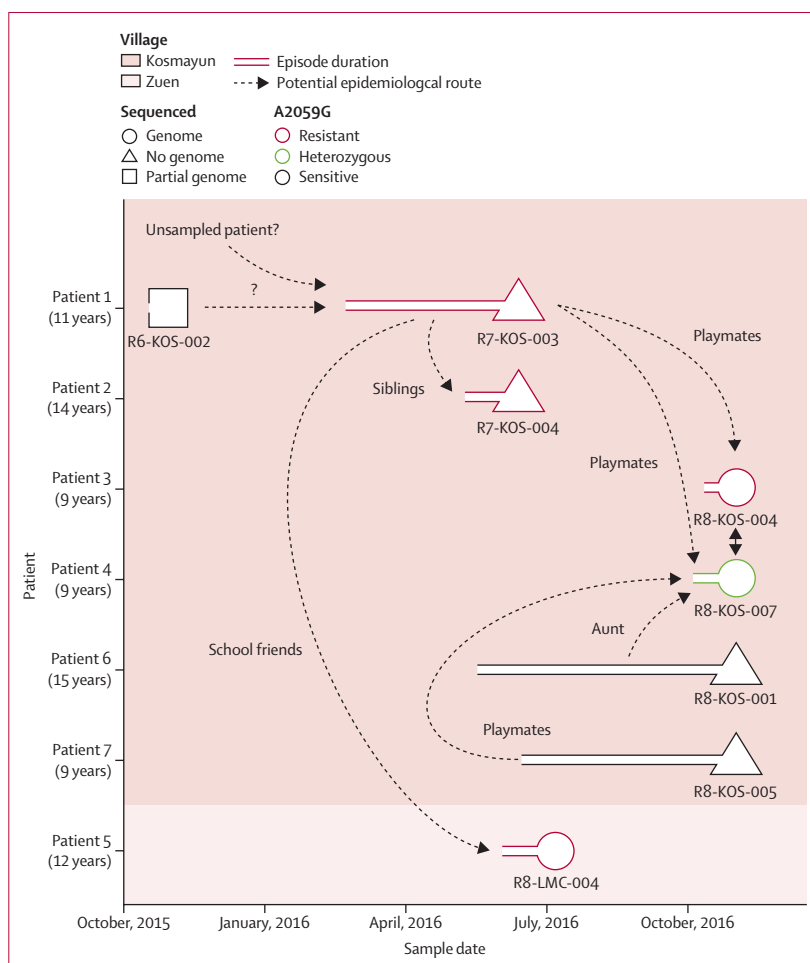 Village
Kosmayun
Zuen
Episode duration
Potential epidemiologcal route
Sequenced
Genome
No genome
Partial genome
A2059G
Resistant
Heterozygous
Sensitive
Unsampled patient?
?
Patient 1
(11 years)
R6-KOS-002
R7-KOS-003
Playmates
Patient 2
(14 years)
Siblings
R7-KOS-004
Playmates
Patient 3
(9 years)
R8-KOS-004
Patient
Patient 4
(9 years)
R8-KOS-007
Aunt
School friends
Patient 6
(15 years)
R8-KOS-001
Playmates
Patient 7
(9 years)
R8-KOS-005
Patient 5
(12 years)
R8-LMC-004
October, 2015
January, 2016
April, 2016
July, 2016
October, 2016
Sample date